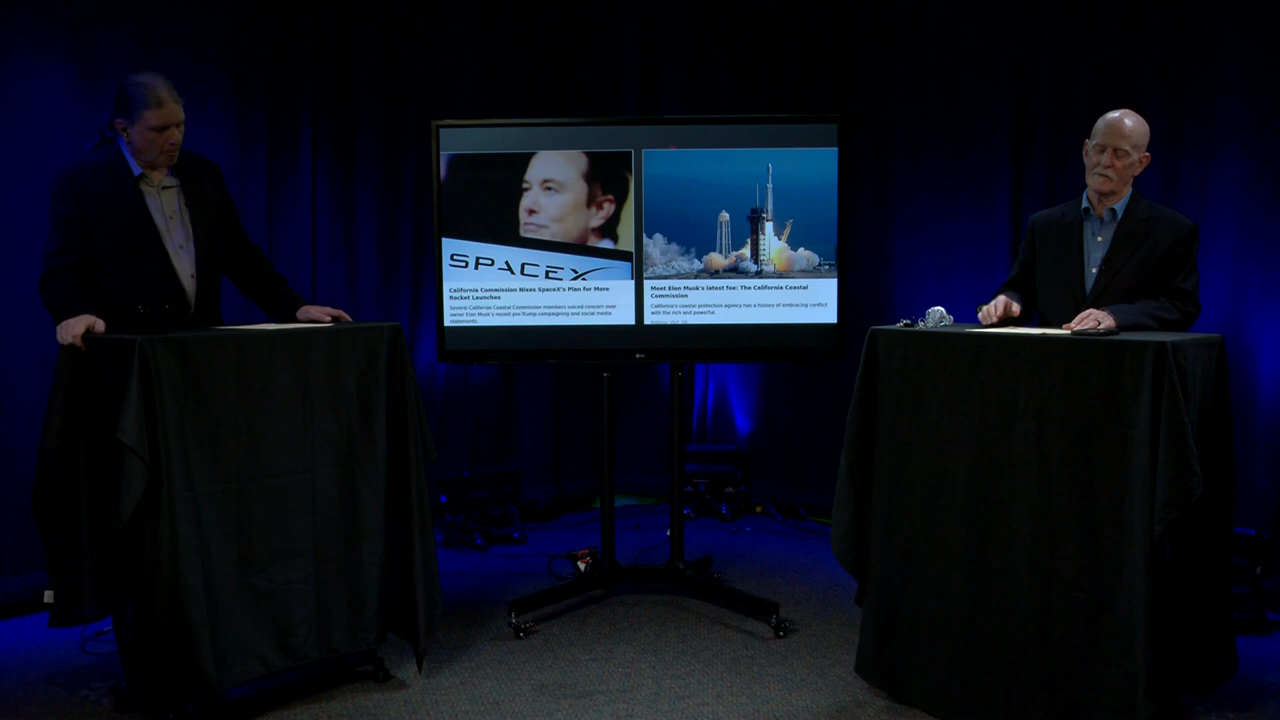 SPACEX
California Commission Nixes SpaceX's Plan for More
Rocket Launches
Several California Coastal Commission members voiced concern over
owner Elon Musk's recent pro-Trump campaigning and social media
statements.
Meet Elon Musk's latest foe: The California Coastal
Commission
California's coastal protection agency has a history of embracing conflict
with the rich and powerful.
LG